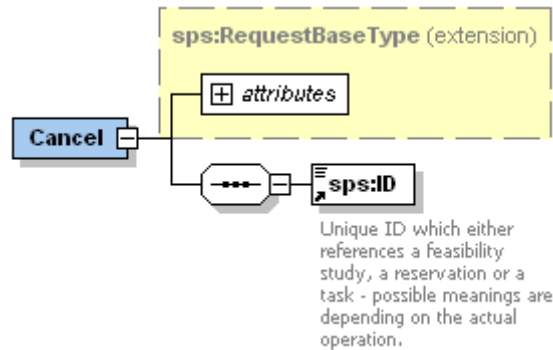 sps:RequestBaseType (extension)
attributes
Cancel
sps:ID
Unique ID which either
references a feasibility
study, a reservation or a
task - possible meanings are
depending on the actual
operation.